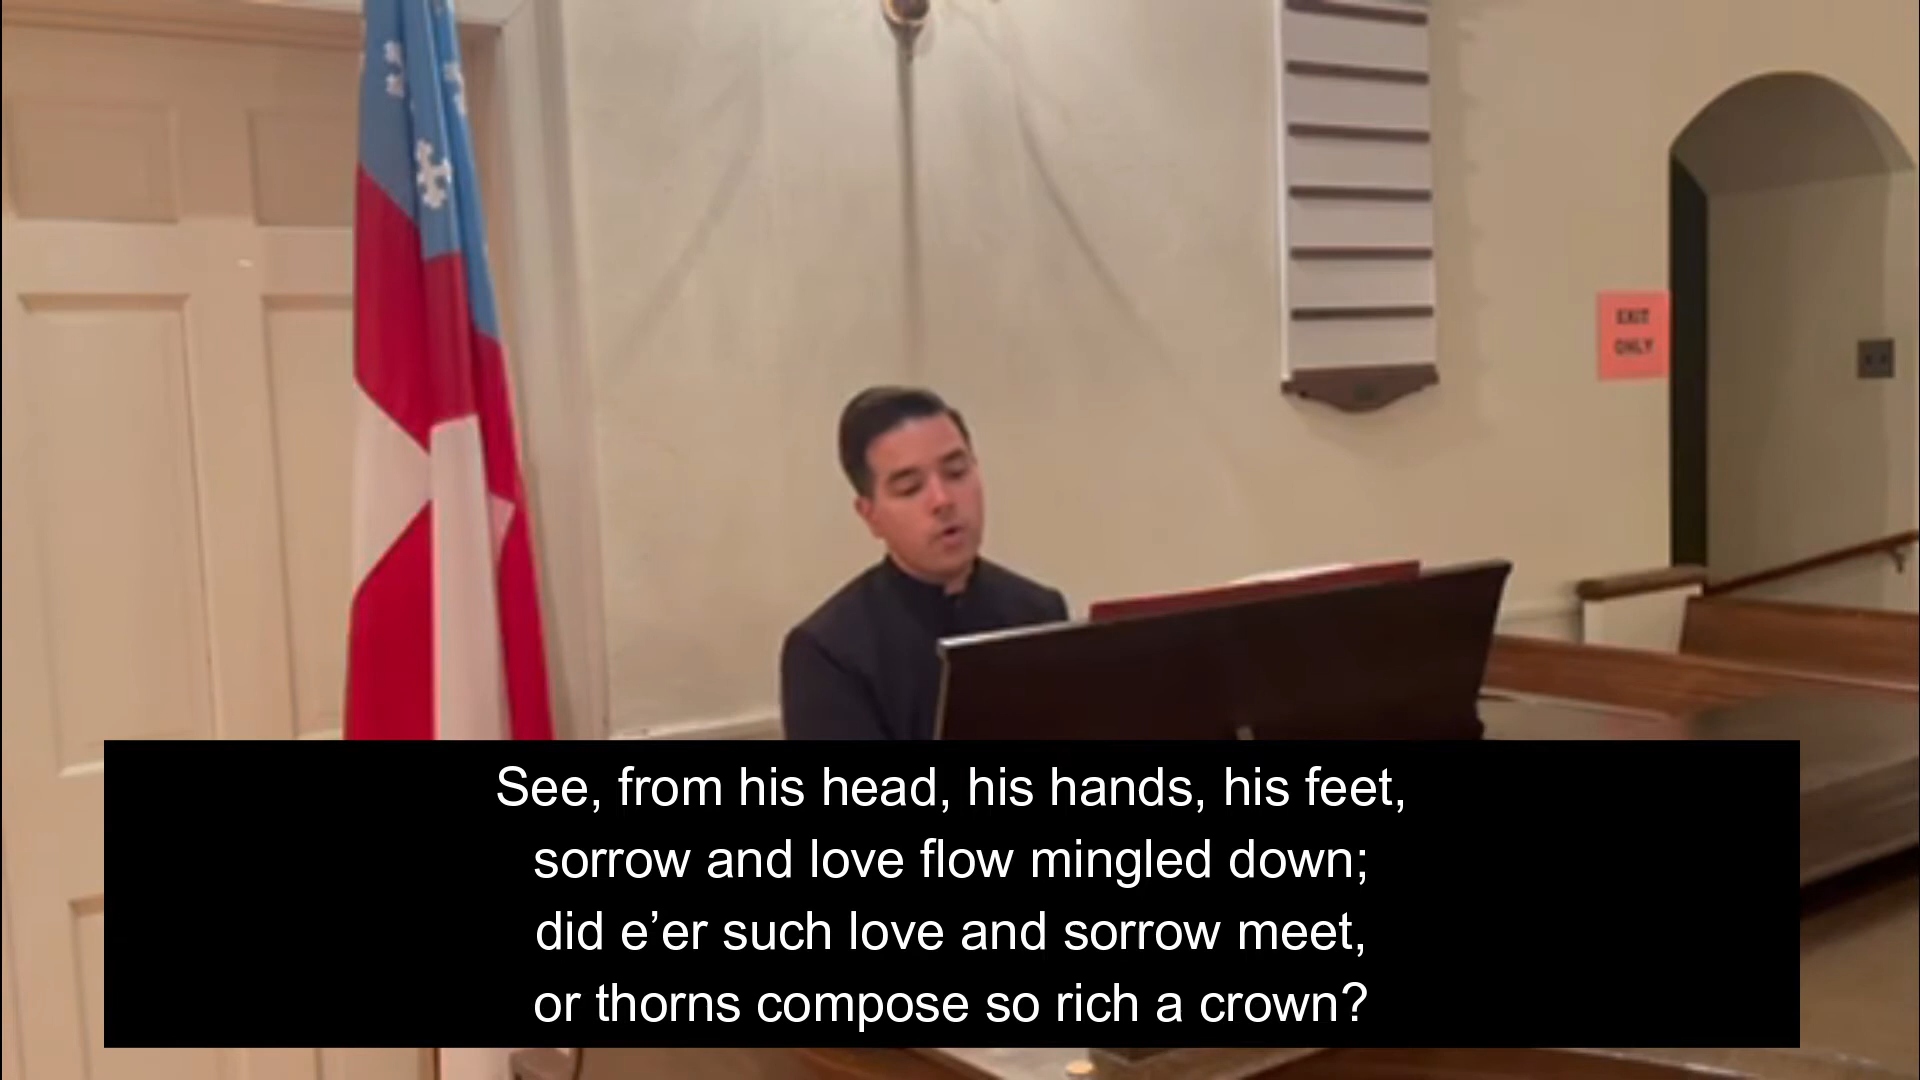 EXIT
ONLY
See, from his head, his hands, his feet,
sorrow and love flow mingled down;
did e’er such love and sorrow meet,
or thorns compose so rich a crown?